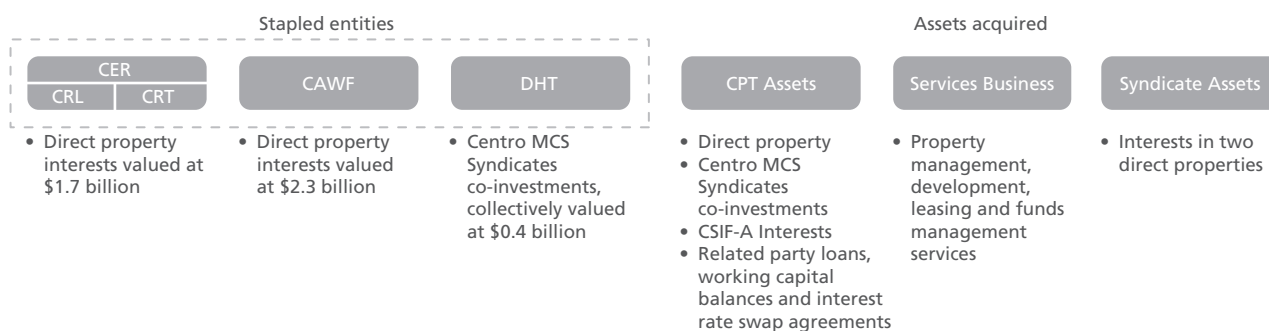 Stapled entities
CER
CRL CRT
• Direct property
interests valued at
$1.7 billion
CAWF
• Direct property
interests valued
at $2.3 billion
DHT
• Centro MCS
Syndicates
co-investments,
collectively valued
at $0.4 billion
Assets acquired
CPT Assets
• Direct property
• Centro MCS
Syndicates
co-investments
• CSIF-A Interests
• Related party loans,
working capital
balances and interest
rate swap agreements
Services Business
• Property
management,
development,
leasing and funds
management
services
Syndicate Assets
• Interests in two
direct properties